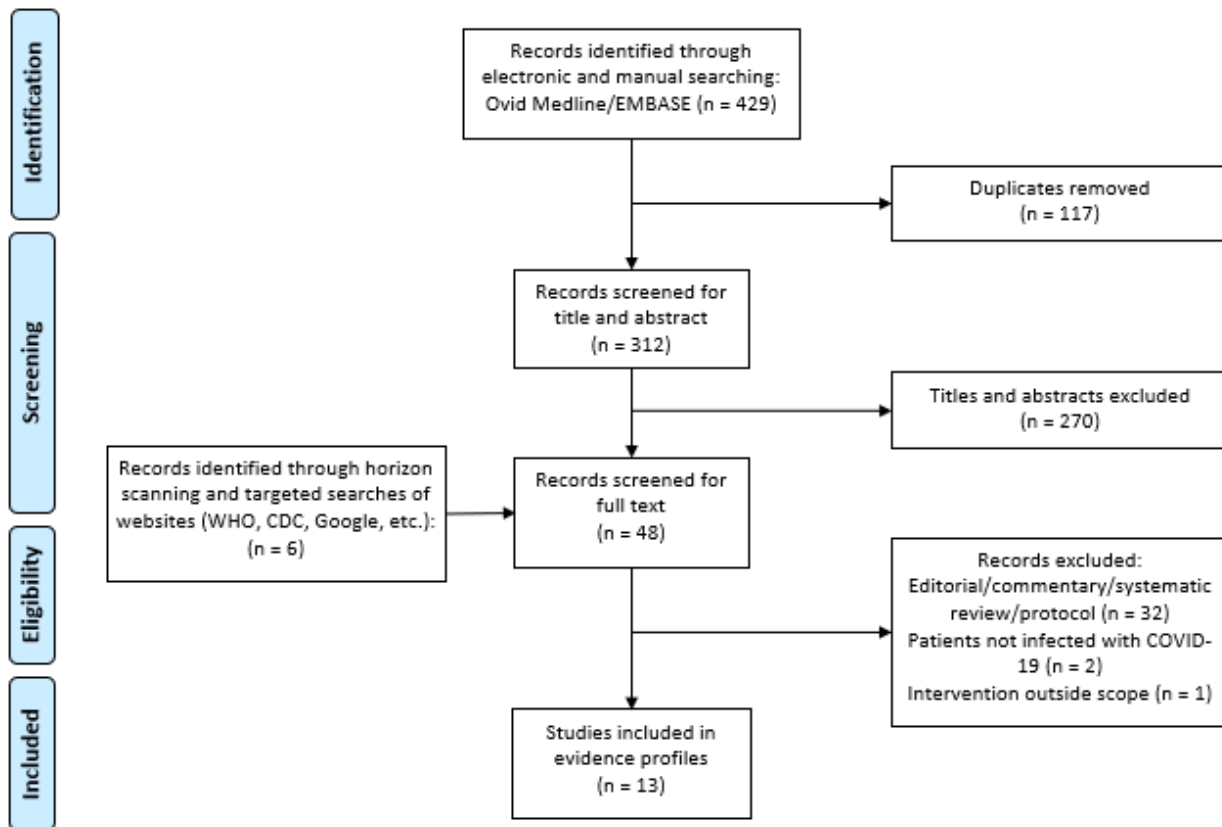 Identification
Records identified through
electronic and manual searching:
Ovid Medline/EMBASE (n = 429)
Duplicates removed
(n = 117)
Screening
Records screened for
title and abstract
(n = 312)
Titles and abstracts excluded
(n = 270)
Records identified through horizon
scanning and targeted searches of
websites (WHO, CDC, Google, etc.):
(n = 6)
Records screened for
full text
(n = 48)
Eligibility
Records excluded:
Editorial/commentary/systematic
review/protocol (n = 32)
Patients not infected with COVID-
19 (n = 2)
Intervention outside scope (n = 1)
Included
Studies included in
evidence profiles
(n = 13)